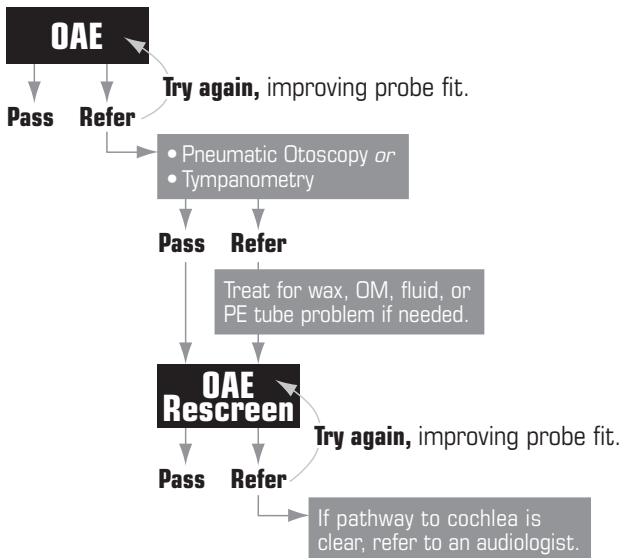 OAE
Try again, improving probe fit.
Pass Refer
• Pneumatic Otoscopy or
• Tympanometry
Pass Refer
Treat for wax, OM, fluid, or
PE tube problem if needed.
OAE
Rescreen
Try again, improving probe fit.
Pass Refer
If pathway to cochlea is
clear, refer to an audiologist.